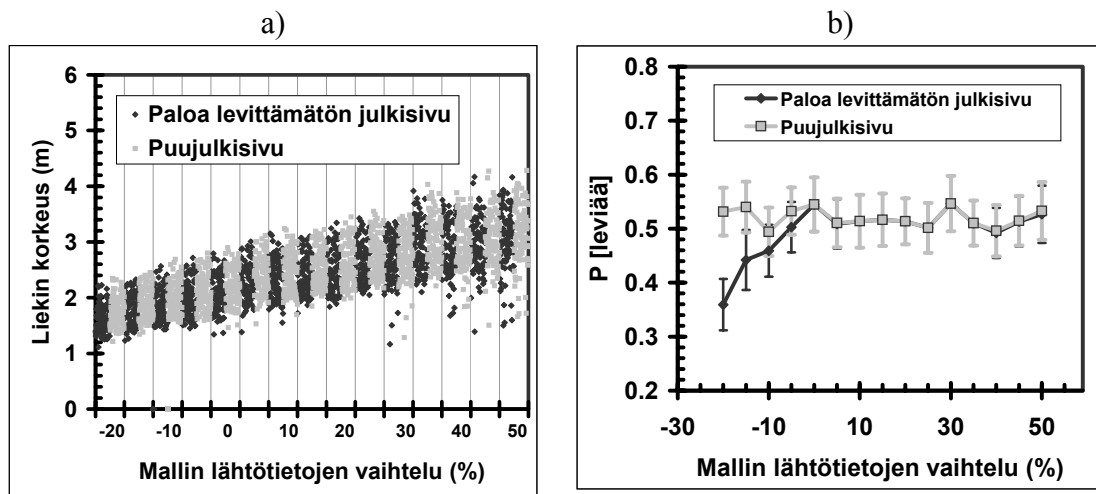 a)
Liekin korkeus (m)
6
5
4
3
2
1
0
Paloa levittämätön julkisivu
Puujulkisivu
-20 -10 0 10 20 30 40 50
Mallin lähtötietojen vaihtelu (%)
b)
P [leviää]
0.8
0.7
0.6
0.5
0.4
0.3
0.2
Paloa levittämätön julkisivu
Puujulkisivu
-30 -10 10 30 50
Mallin lähtötietojen vaihtelu (%)